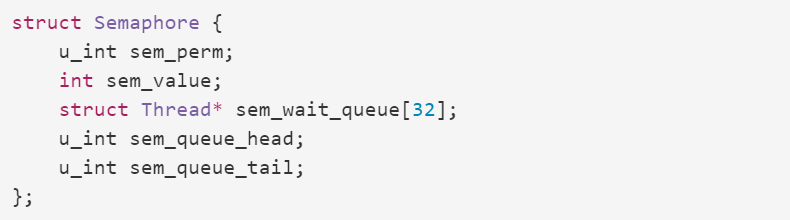 struct Semaphore {
    u_int sem_perm;
    int sem_value;
    struct Thread* sem_wait_queue[32];
    u_int sem_queue_head;
    u_int sem_queue_tail;
};